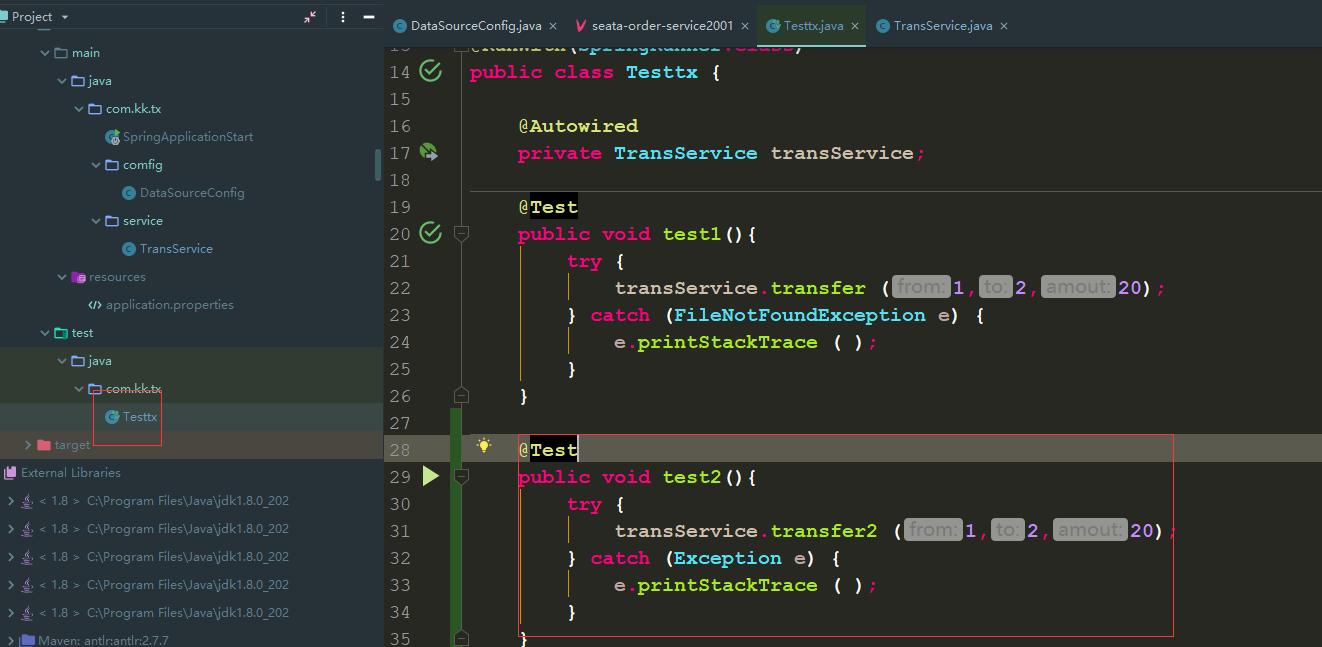 Project
main
java
com.kk.tx
SpringApplicationStart
comfig
DataSourceConfig
service
TransService
resources
application.properties
test
java
com.kk.tx
Testtx
target
External Libraries
< 1.8 > C:\Program Files\Java\jdk1.8.0_202
< 1.8 > C:\Program Files\Java\jdk1.8.0_202
< 1.8 > C:\Program Files\Java\jdk1.8.0_202
< 1.8 > C:\Program Files\Java\jdk1.8.0_202
< 1.8 > C:\Program Files\Java\jdk1.8.0_202
Maven: antlr:antlr:2.7.7
DataSourceConfig.java × seata-order-service2001 × Testtx.java × TransService.java ×
13 @RunWith(SpringRunner.class)
14 public class Testtx {
15
16 @Autowired
17 private TransService transService;
18
19 @Test
20 public void test1(){
21 try {
22 transService.transfer (from:1,to:2,amout:20);
23 } catch (FileNotFoundException e) {
24 e.printStackTrace ( );
25 }
26 }
27
28 @Test
29 public void test2(){
30 try {
31 transService.transfer2 (from:1,to:2,amout:20);
32 } catch (Exception e) {
33 e.printStackTrace ( );
34 }
35 }